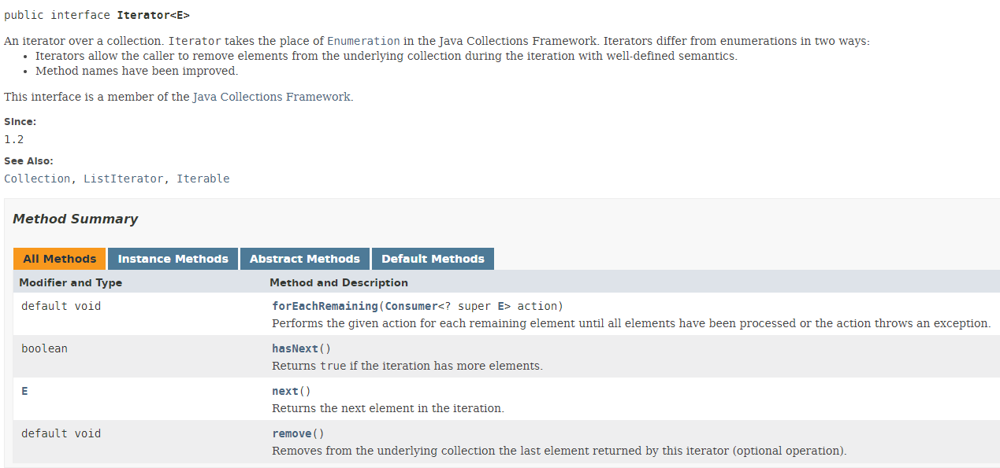 public interface Iterator<E>
An iterator over a collection. Iterator takes the place of Enumeration in the Java Collections Framework. Iterators differ from enumerations in two ways:
• Iterators allow the caller to remove elements from the underlying collection during the iteration with well-defined semantics.
• Method names have been improved.
This interface is a member of the Java Collections Framework.
Since:
1.2
See Also:
Collection, ListIterator, Iterable
Method Summary
All Methods Instance Methods Abstract Methods Default Methods
Modifier and Type Method and Description
default void forEachRemaining(Consumer<? super E> action)
Performs the given action for each remaining element until all elements have been processed or the action throws an exception.
boolean hasNext()
Returns true if the iteration has more elements.
E next()
Returns the next element in the iteration.
default void remove()
Removes from the underlying collection the last element returned by this iterator (optional operation).